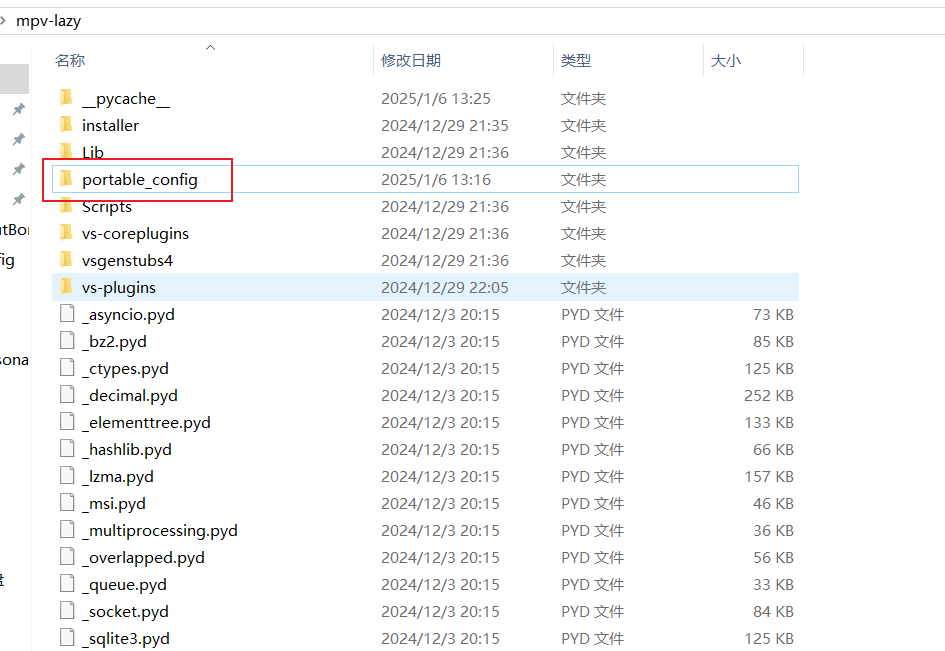 mpv-lazy
名称 修改日期 类型 大小
__pycache__ 2025/1/6 13:25 文件夹
installer 2024/12/29 21:35 文件夹
Lib 2024/12/29 21:36 文件夹
portable_config 2025/1/6 13:16 文件夹
Scripts 2024/12/29 21:36 文件夹
vs-coreplugins 2024/12/29 21:36 文件夹
vsgenstubs4 2024/12/29 21:36 文件夹
vs-plugins 2024/12/29 22:05 文件夹
_asyncio.pyd 2024/12/3 20:15 PYD 文件 73 KB
_bz2.pyd 2024/12/3 20:15 PYD 文件 85 KB
_ctypes.pyd 2024/12/3 20:15 PYD 文件 125 KB
_decimal.pyd 2024/12/3 20:15 PYD 文件 252 KB
_elementtree.pyd 2024/12/3 20:15 PYD 文件 133 KB
_hashlib.pyd 2024/12/3 20:15 PYD 文件 66 KB
_lzma.pyd 2024/12/3 20:15 PYD 文件 157 KB
_msi.pyd 2024/12/3 20:15 PYD 文件 46 KB
_multiprocessing.pyd 2024/12/3 20:15 PYD 文件 36 KB
_overlapped.pyd 2024/12/3 20:15 PYD 文件 56 KB
_queue.pyd 2024/12/3 20:15 PYD 文件 33 KB
_socket.pyd 2024/12/3 20:15 PYD 文件 84 KB
_sqlite3.pyd 2024/12/3 20:15 PYD 文件 125 KB